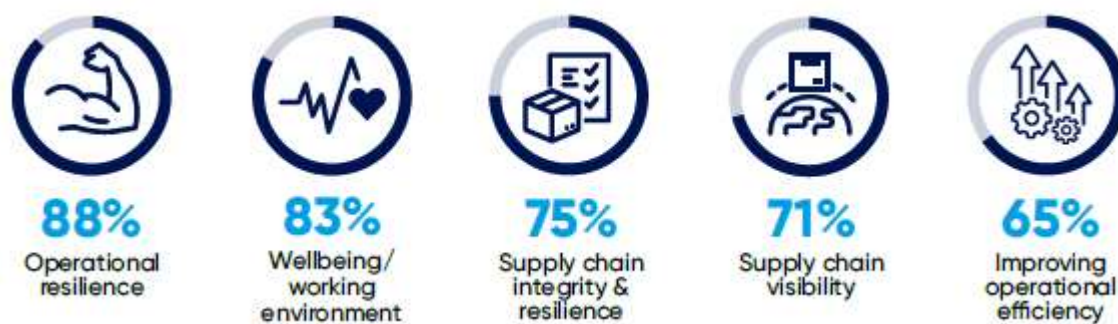 88%
Operational
resilience
83%
Wellbeing/
working
environment
75%
Supply chain
integrity &
resilience
71%
Supply chain
visibility
65%
Improving
operational
efficiency